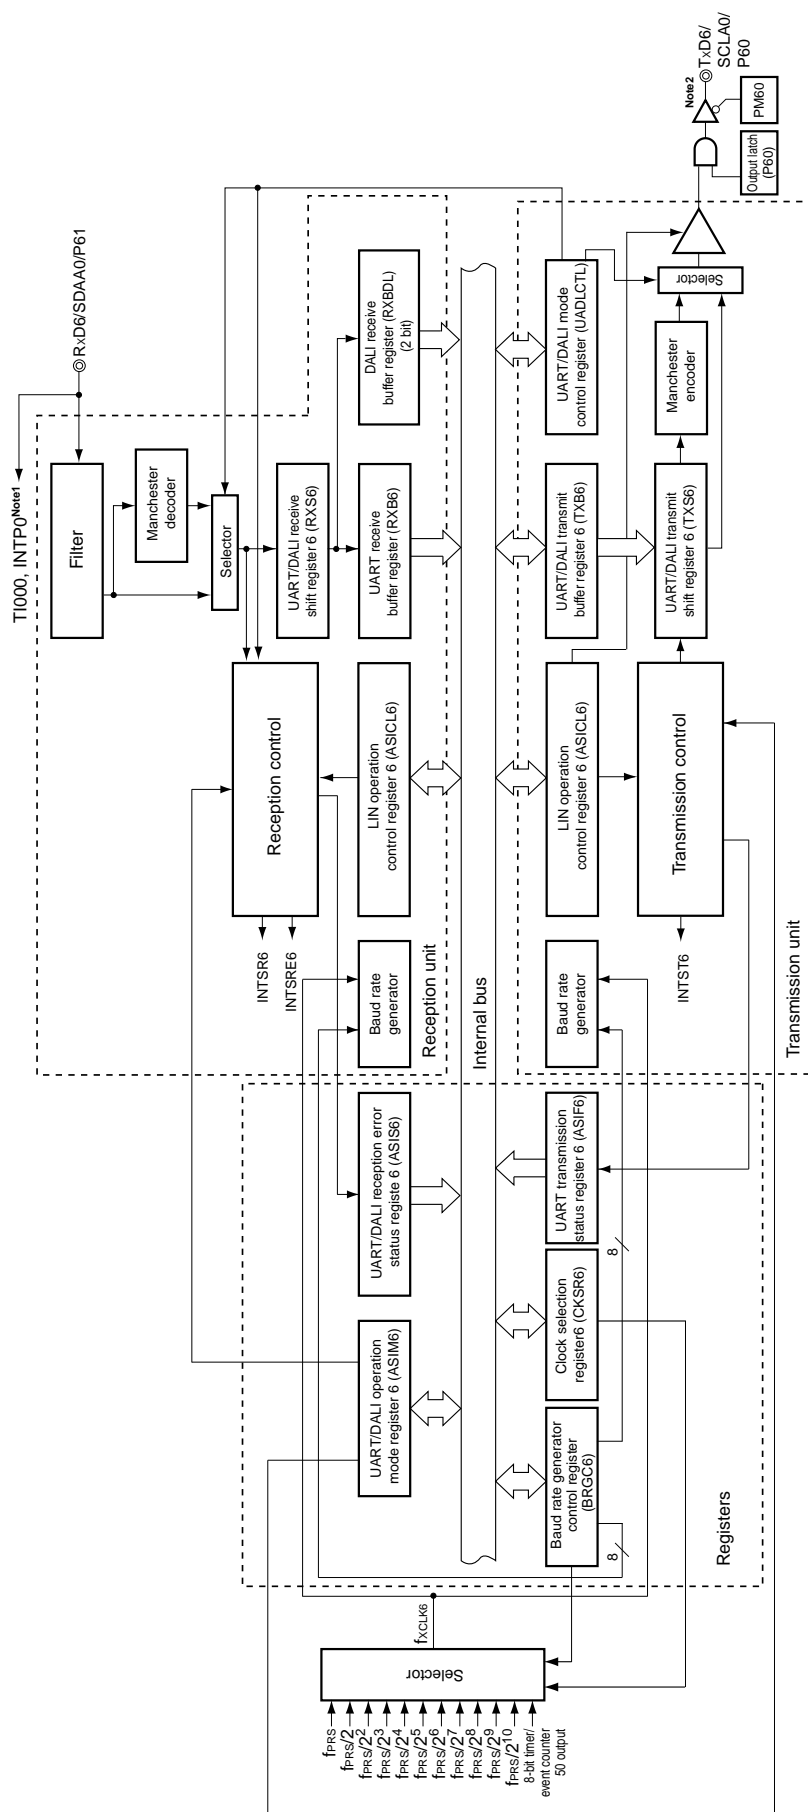 TI000, INTP0Note1
RxD6/SDAA0/P61
Filter
Manchester
decoder
Selector
UART/DALI receive
shift register 6 (RXS6)
DALI receive
buffer register (RXBDL)
(2 bit)
UART receive
buffer register (RXB6)
Reception control
INTSR6
INTSRE6
LIN operation
control register 6 (ASICL6)
Baud rate
generator
Reception unit
UART/DALI reception error
status registe 6 (ASIS6)
UART/DALI operation
mode register 6 (ASIM6)
Internal bus
UART/DALI mode
control register (UADLCTL)
UART/DALI transmit
buffer register 6 (TXB6)
LIN operation
control register 6 (ASICL6)
Baud rate
generator
UART transmission
status register 6 (ASIF6)
Clock selection
register6 (CKSR6)
Baud rate generator
control register
(BRGC6)
8
8
Registers
Manchester
encoder
UART/DALI transmit
shift register 6 (TXS6)
Transmission control
INTST6
Transmission unit
Selector
Output latch
(P60)
PM60
Note2
TxD6/
SCLA0/
P60
fXCLK6
Selector
fPRS
fPRS/2
fPRS/2²
fPRS/2³
fPRS/2⁴
fPRS/2⁵
fPRS/2⁶
fPRS/2⁷
fPRS/2⁸
fPRS/2⁹
fPRS/2¹⁰
8-bit timer/
event counter
50 output